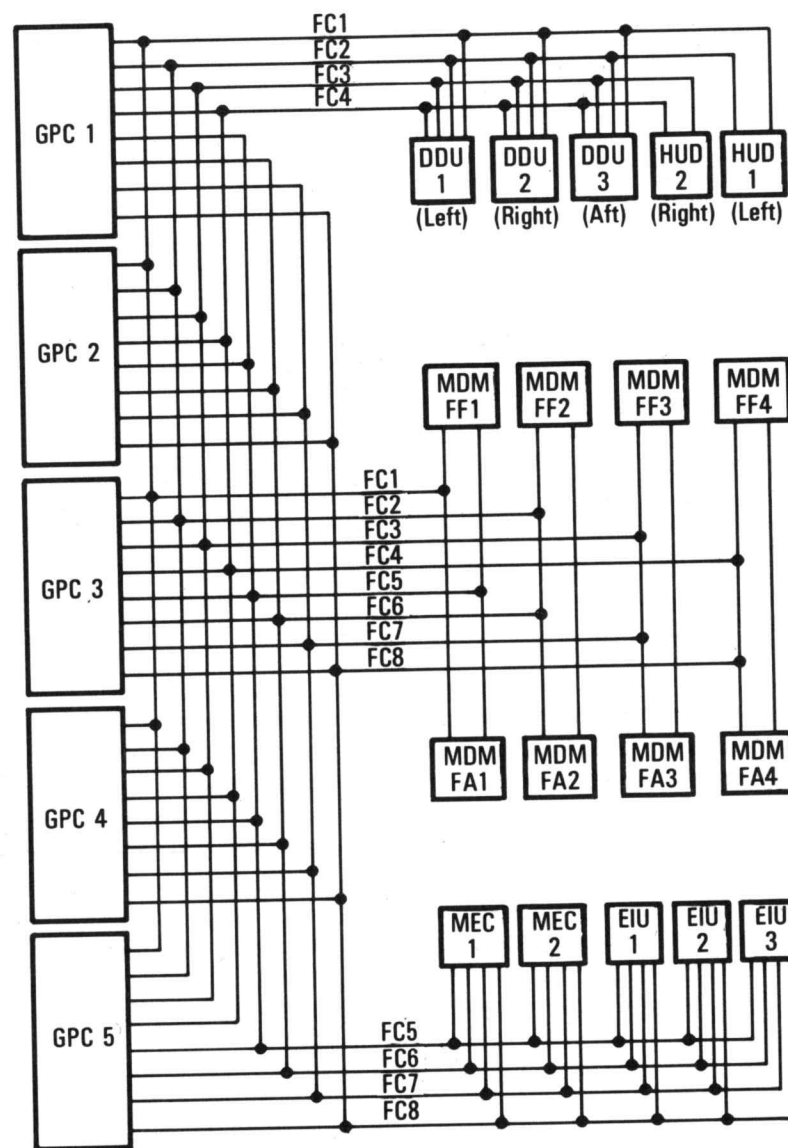 FC1
FC2
FC3
FC4
GPC 1
DDU
1
(Left)
DDU
2
(Right)
DDU
3
(Aft)
HUD
2
(Right)
HUD
1
(Left)
GPC 2
MDM
FF1
MDM
FF2
MDM
FF3
MDM
FF4
GPC 3
FC1
FC2
FC3
FC4
FC5
FC6
FC7
FC8
MDM
FA1
MDM
FA2
MDM
FA3
MDM
FA4
GPC 4
MEC
1
MEC
2
EIU
1
EIU
2
EIU
3
GPC 5
FC5
FC6
FC7
FC8